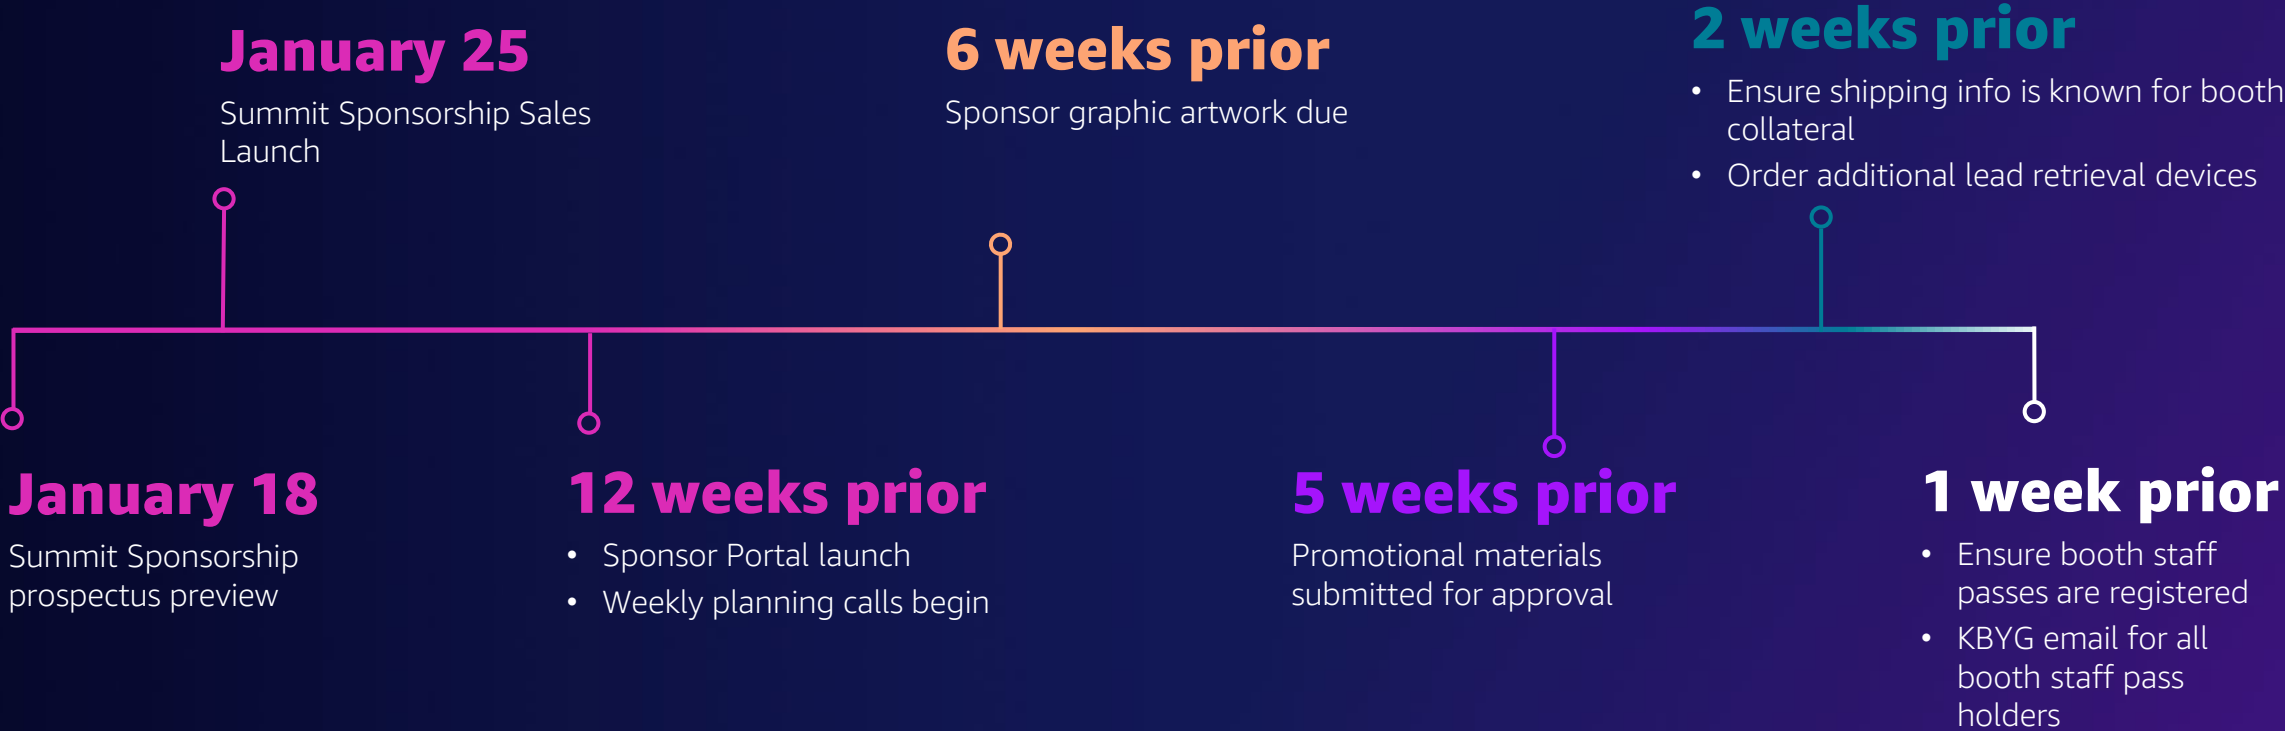 January 25
Summit Sponsorship Sales
Launch
6 weeks prior
Sponsor graphic artwork due
2 weeks prior
• Ensure shipping info is known for booth
collateral
• Order additional lead retrieval devices
January 18
Summit Sponsorship
prospectus preview
12 weeks prior
• Sponsor Portal launch
• Weekly planning calls begin
5 weeks prior
Promotional materials
submitted for approval
1 week prior
• Ensure booth staff
passes are registered
• KBYG email for all
booth staff pass
holders